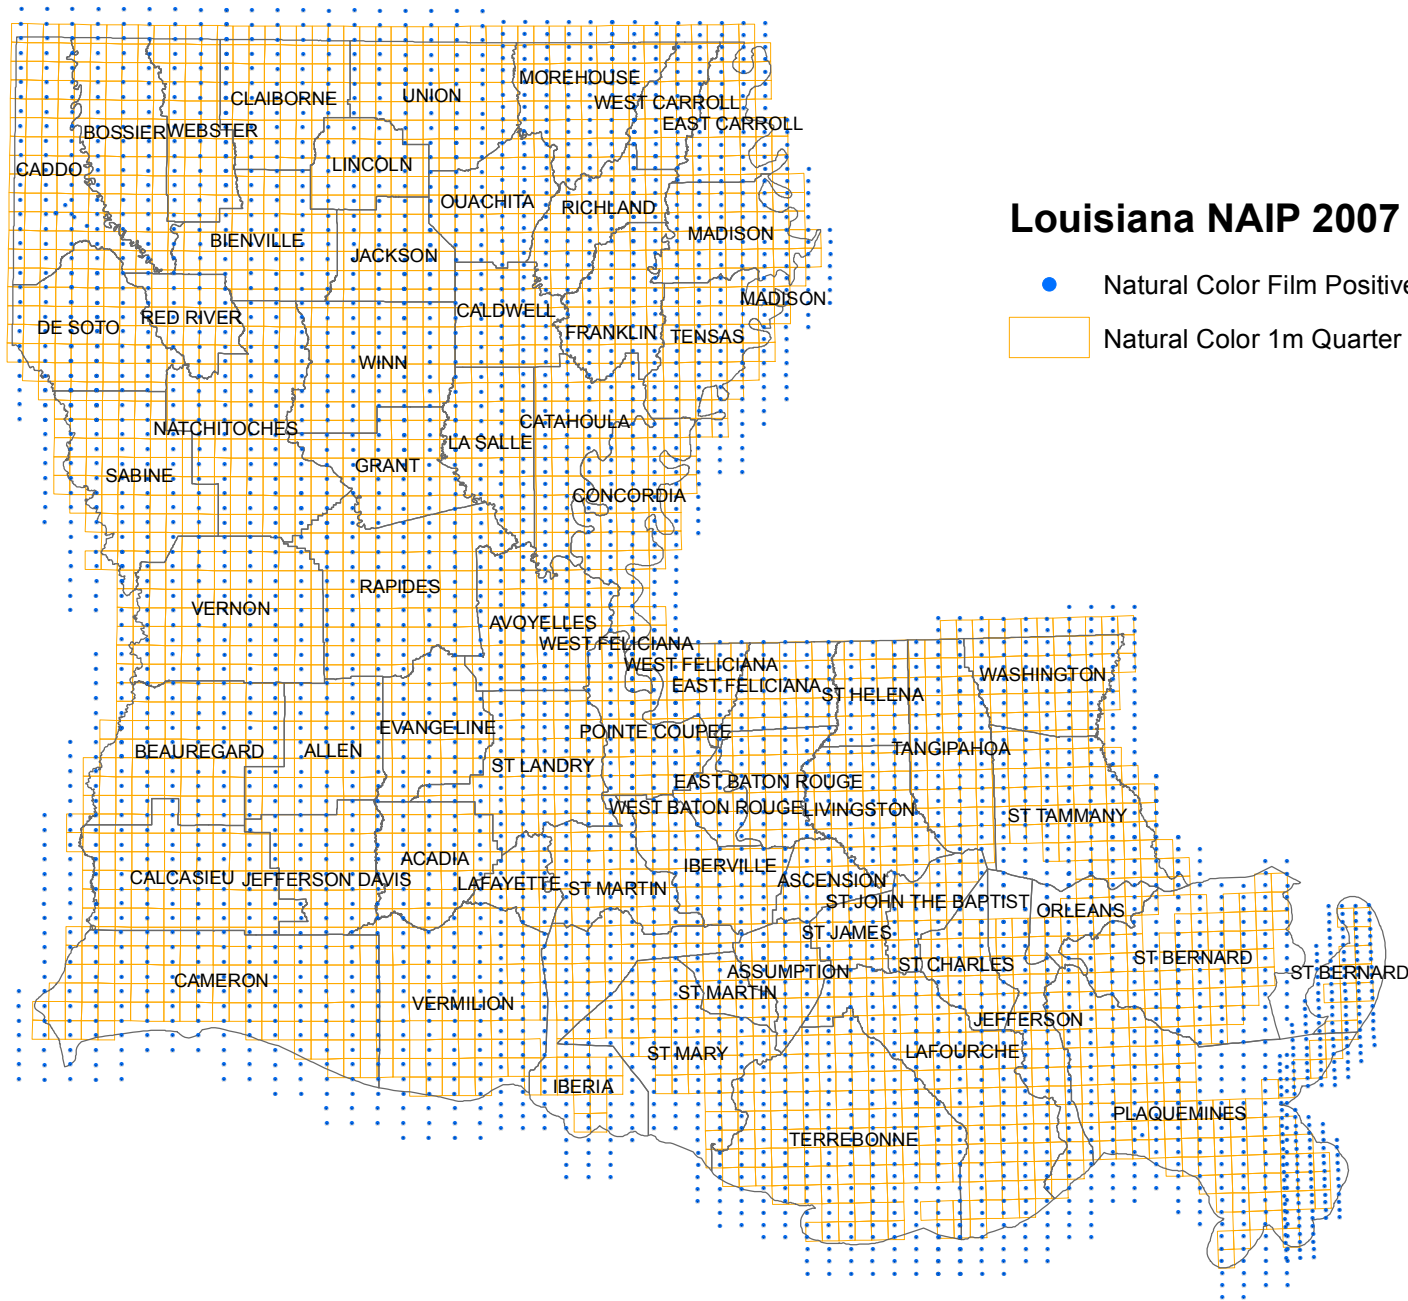 Louisiana NAIP 2007
Natural Color Film Positive
Natural Color 1m Quarter
MOREHOUSE
CLAIBORNE
UNION
WEST CARROLL
EAST CARROLL
BOSSIER
WEBSTER
CADDO
LINCOLN
OUACHITA
RICHLAND
MADISON
BIENVILLE
JACKSON
MADISON
CALDWELL
RED RIVER
DE SOTO
FRANKLIN
TENSAS
WINN
CATAHOULA
NATCHITOCHES
LA SALLE
GRANT
SABINE
CONCORDIA
RAPIDES
VERNON
AVOYELLES
WEST FELICIANA
WEST FELICIANA
WASHINGTON
EAST FELICIANA
ST HELENA
EVANGELINE
POINTE COUPEE
BEAUREGARD
ALLEN
TANGIPAHOA
ST LANDRY
EAST BATON ROUGE
WEST BATON ROUGE
LIVINGSTON
ST TAMMANY
ACADIA
IBERVILLE
CALCASIEU
JEFFERSON DAVIS
LAFAYETTE
ST MARTIN
ASCENSION
ST JOHN THE BAPTIST
ORLEANS
ST JAMES
ST BERNARD
ST CHARLES
ASSUMPTION
ST BERNARD
CAMERON
ST MARTIN
VERMILION
JEFFERSON
ST MARY
LAFOURCHE
IBERIA
PLAQUEMINES
TERREBONNE